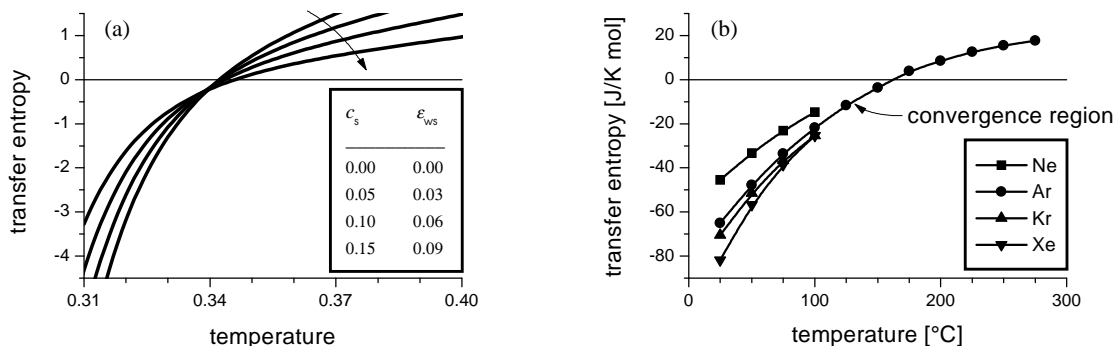 (a)
transfer entropy
1
0
-1
-2
-3
-4
0.31
0.34
0.37
0.40
temperature
cs εws
0.00 0.00
0.05 0.03
0.10 0.06
0.15 0.09
(b)
transfer entropy [J/K mol]
20
0
-20
-40
-60
-80
0
100
200
300
temperature [°C]
convergence region
Ne
Ar
Kr
Xe